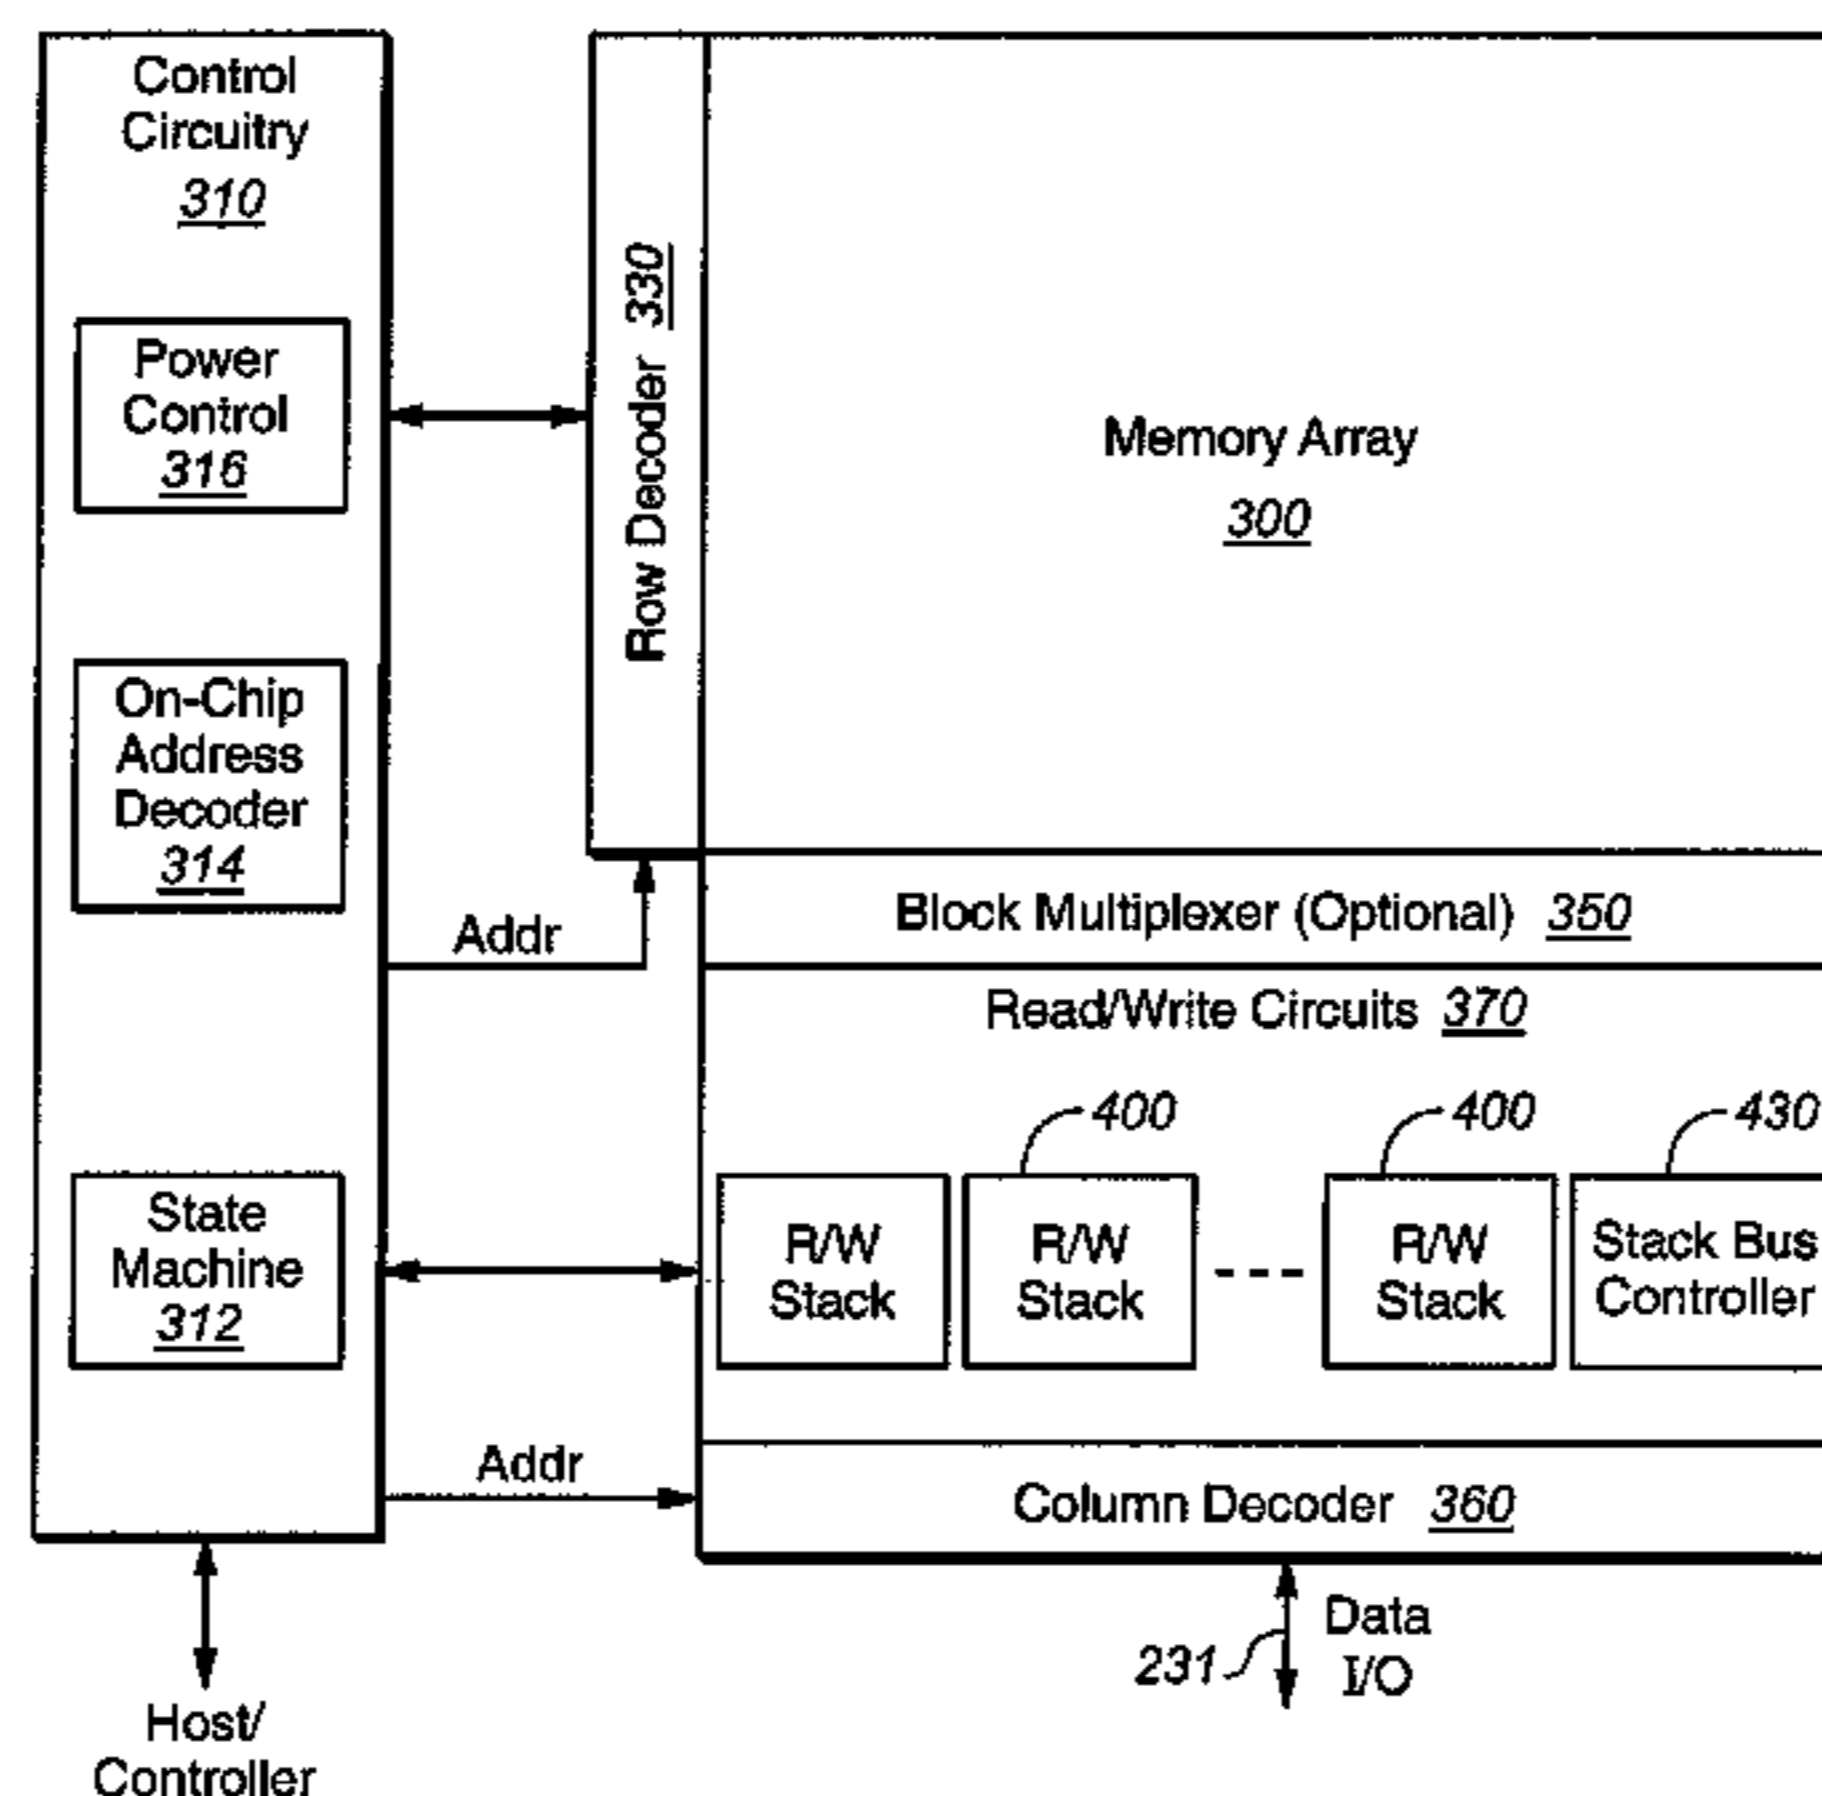 Control
Circuitry
310
Power
Control
316
On-Chip
Address
Decoder
314
State
Machine
312
Host/
Controller
Addr
Addr
Row Decoder 330
Memory Array
300
Block Multiplexer (Optional) 350
Read/Write Circuits 370
400
400
430
R/W
Stack
R/W
Stack
R/W
Stack
Stack Bus
Controller
Column Decoder 360
231
Data
I/O